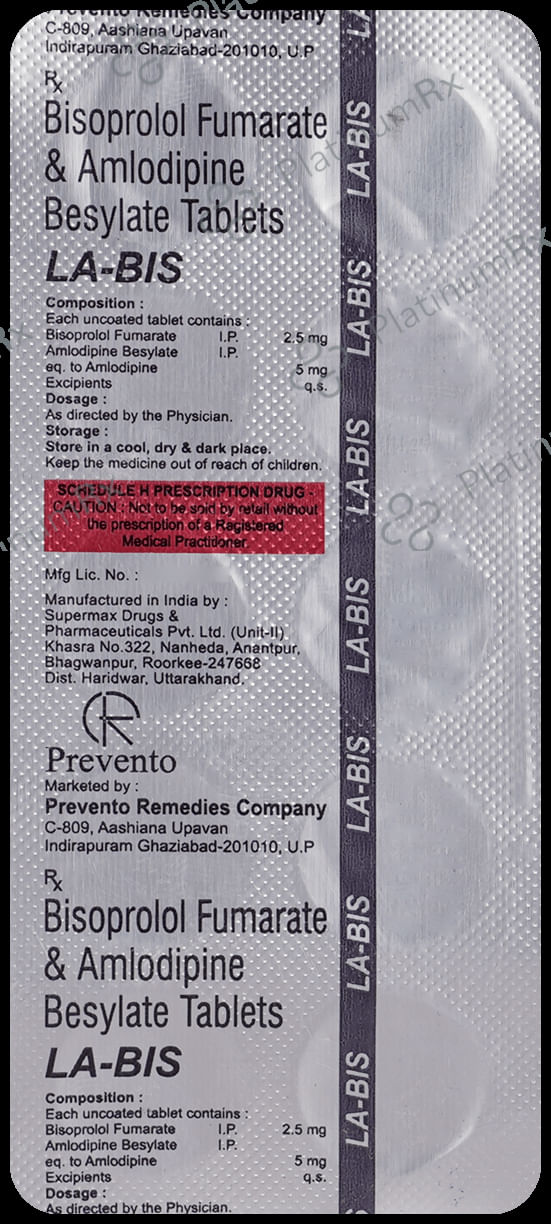 Prevento Remedies Company
C-809, Aashiana Upavan
Indirapuram Ghaziabad-201010, U.P
Rx
Bisoprolol Fumarate
& Amlodipine
Besylate Tablets
LA-BIS
Composition :
Each uncoated tablet contains :
Bisoprolol Fumarate I.P. 2.5 mg
Amlodipine Besylate I.P.
eq. to Amlodipine 5 mg
Excipients q.s.
Dosage :
As directed by the Physician.
Storage :
Store in a cool, dry & dark place.
Keep the medicine out of reach of children.
SCHEDULE H PRESCRIPTION DRUG -
CAUTION : Not to be sold by retail without
the prescription of a Registered
Medical Practitioner.
Mfg Lic. No. :
Manufactured in India by :
Supermax Drugs &
Pharmaceuticals Pvt. Ltd. (Unit-II)
Khasra No.322, Nanheda, Anantpur,
Bhagwanpur, Roorkee-247668
Dist. Haridwar, Uttarakhand.
Prevento
Marketed by :
Prevento Remedies Company
C-809, Aashiana Upavan
Indirapuram Ghaziabad-201010, U.P
Rx
Bisoprolol Fumarate
& Amlodipine
Besylate Tablets
LA-BIS
Composition :
Each uncoated tablet contains :
Bisoprolol Fumarate I.P. 2.5 mg
Amlodipine Besylate I.P.
eq. to Amlodipine 5 mg
Excipients q.s.
Dosage :
As directed by the Physician.
LA
LA-BIS
LA-BIS
LA-BIS
LA-BIS
LA-BIS
LA-BIS
LA-BIS
S
PlatinumRx
PlatinumRx
Platinum